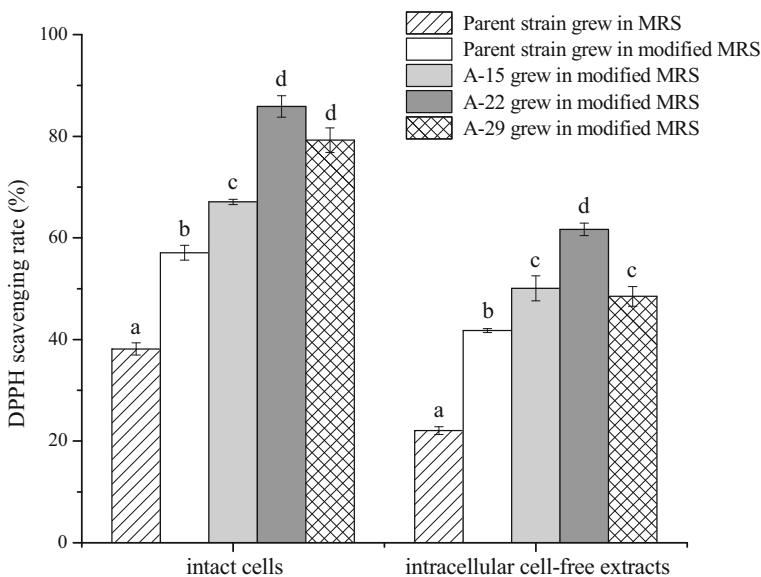 Parent strain grew in MRS
Parent strain grew in modified MRS
A-15 grew in modified MRS
A-22 grew in modified MRS
A-29 grew in modified MRS
DPPH scavenging rate (%)
100
80
60
40
20
0
a
b
c
d
d
a
b
c
d
c
intact cells
intracellular cell-free extracts